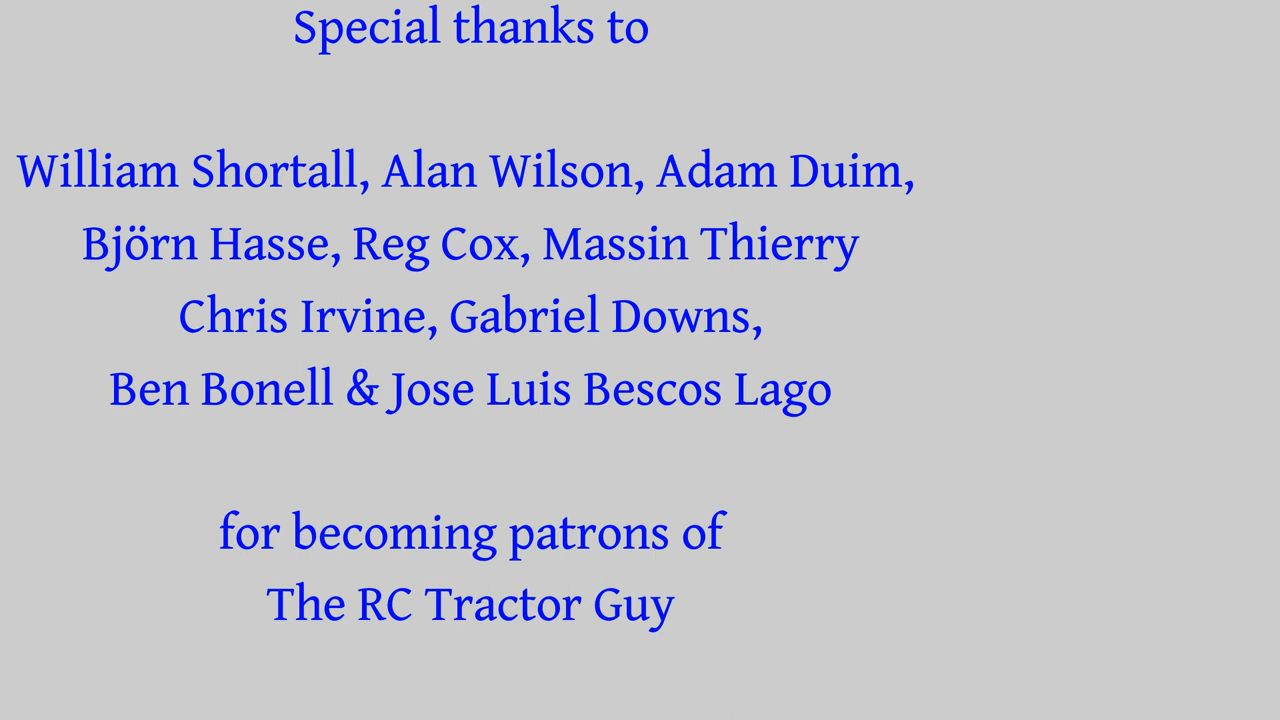 Special thanks to
William Shortall, Alan Wilson, Adam Duim,
Björn Hasse, Reg Cox, Massin Thierry
Chris Irvine, Gabriel Downs,
Ben Bonell & Jose Luis Bescos Lago
for becoming patrons of
The RC Tractor Guy